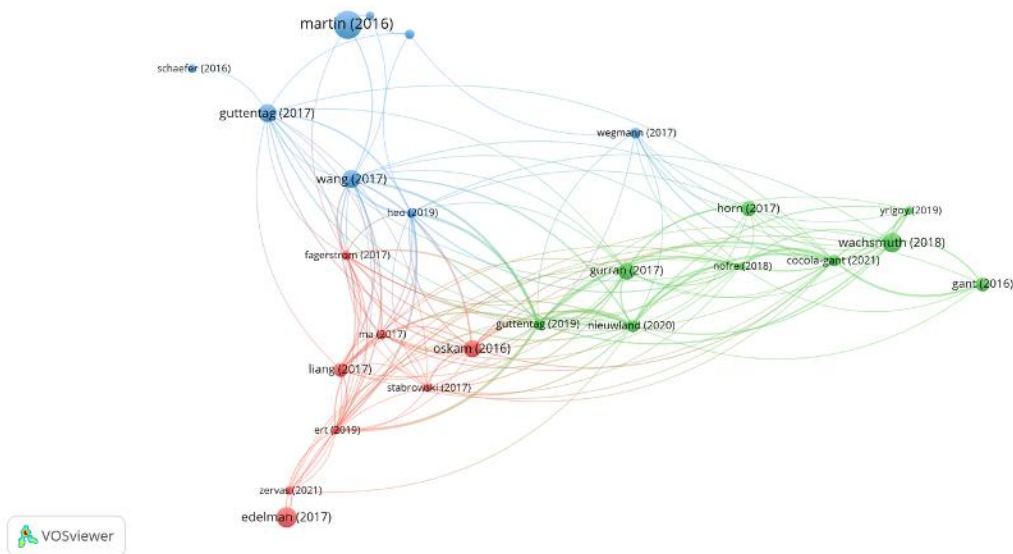 martin (2016)
schaefer (2016)
guttentag (2017)
wegmann (2017)
wang (2017)
heo (2019)
horn (2017)
yrigoy (2019)
wachsmuth (2018)
fagerstrom (2017)
cocola-gant (2021)
nofre (2018)
gurran (2017)
gant (2016)
guttentag (2019)
nieuwland (2020)
ma (2017)
oskam (2016)
liang (2017)
stabrowski (2017)
ert (2019)
zervas (2021)
edelman (2017)
VOSviewer